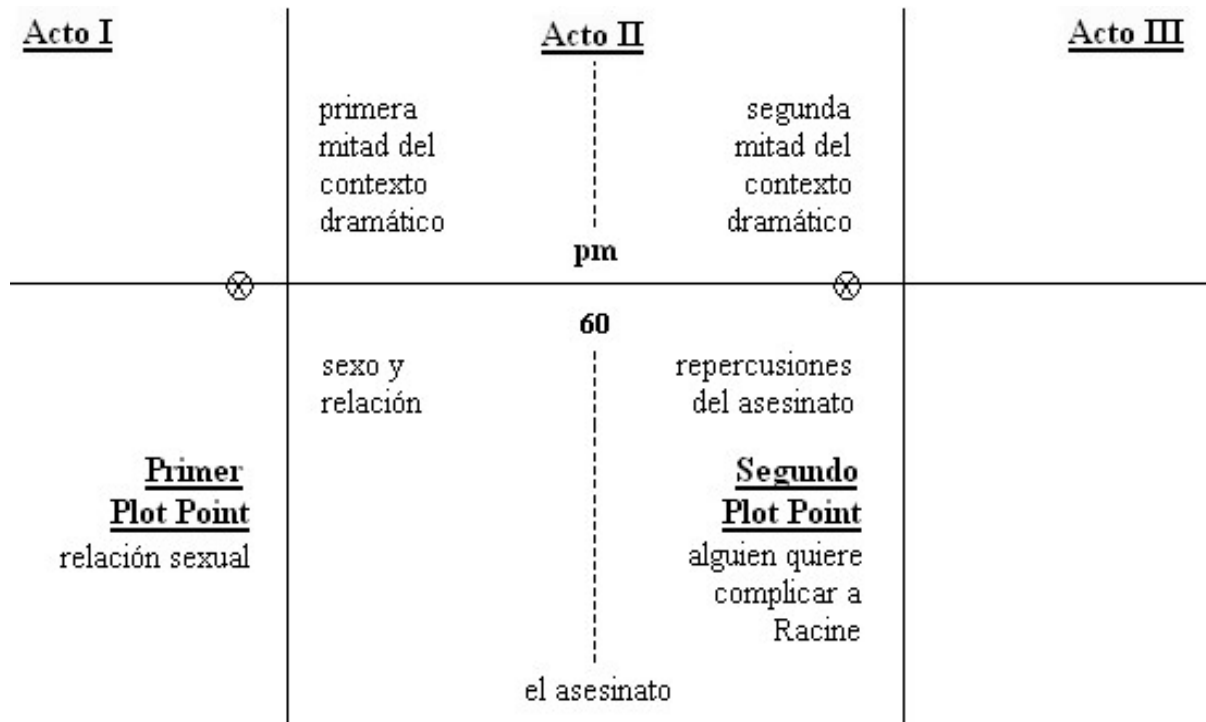 Acto I
Acto II
Acto III
primera
mitad del
contexto
dramático
segunda
mitad del
contexto
dramático
pm
60
sexo y
relación
repercusiones
del asesinato
Primer
Plot Point
relación sexual
Segundo
Plot Point
alguien quiere
complicar a
Racine
el asesinato